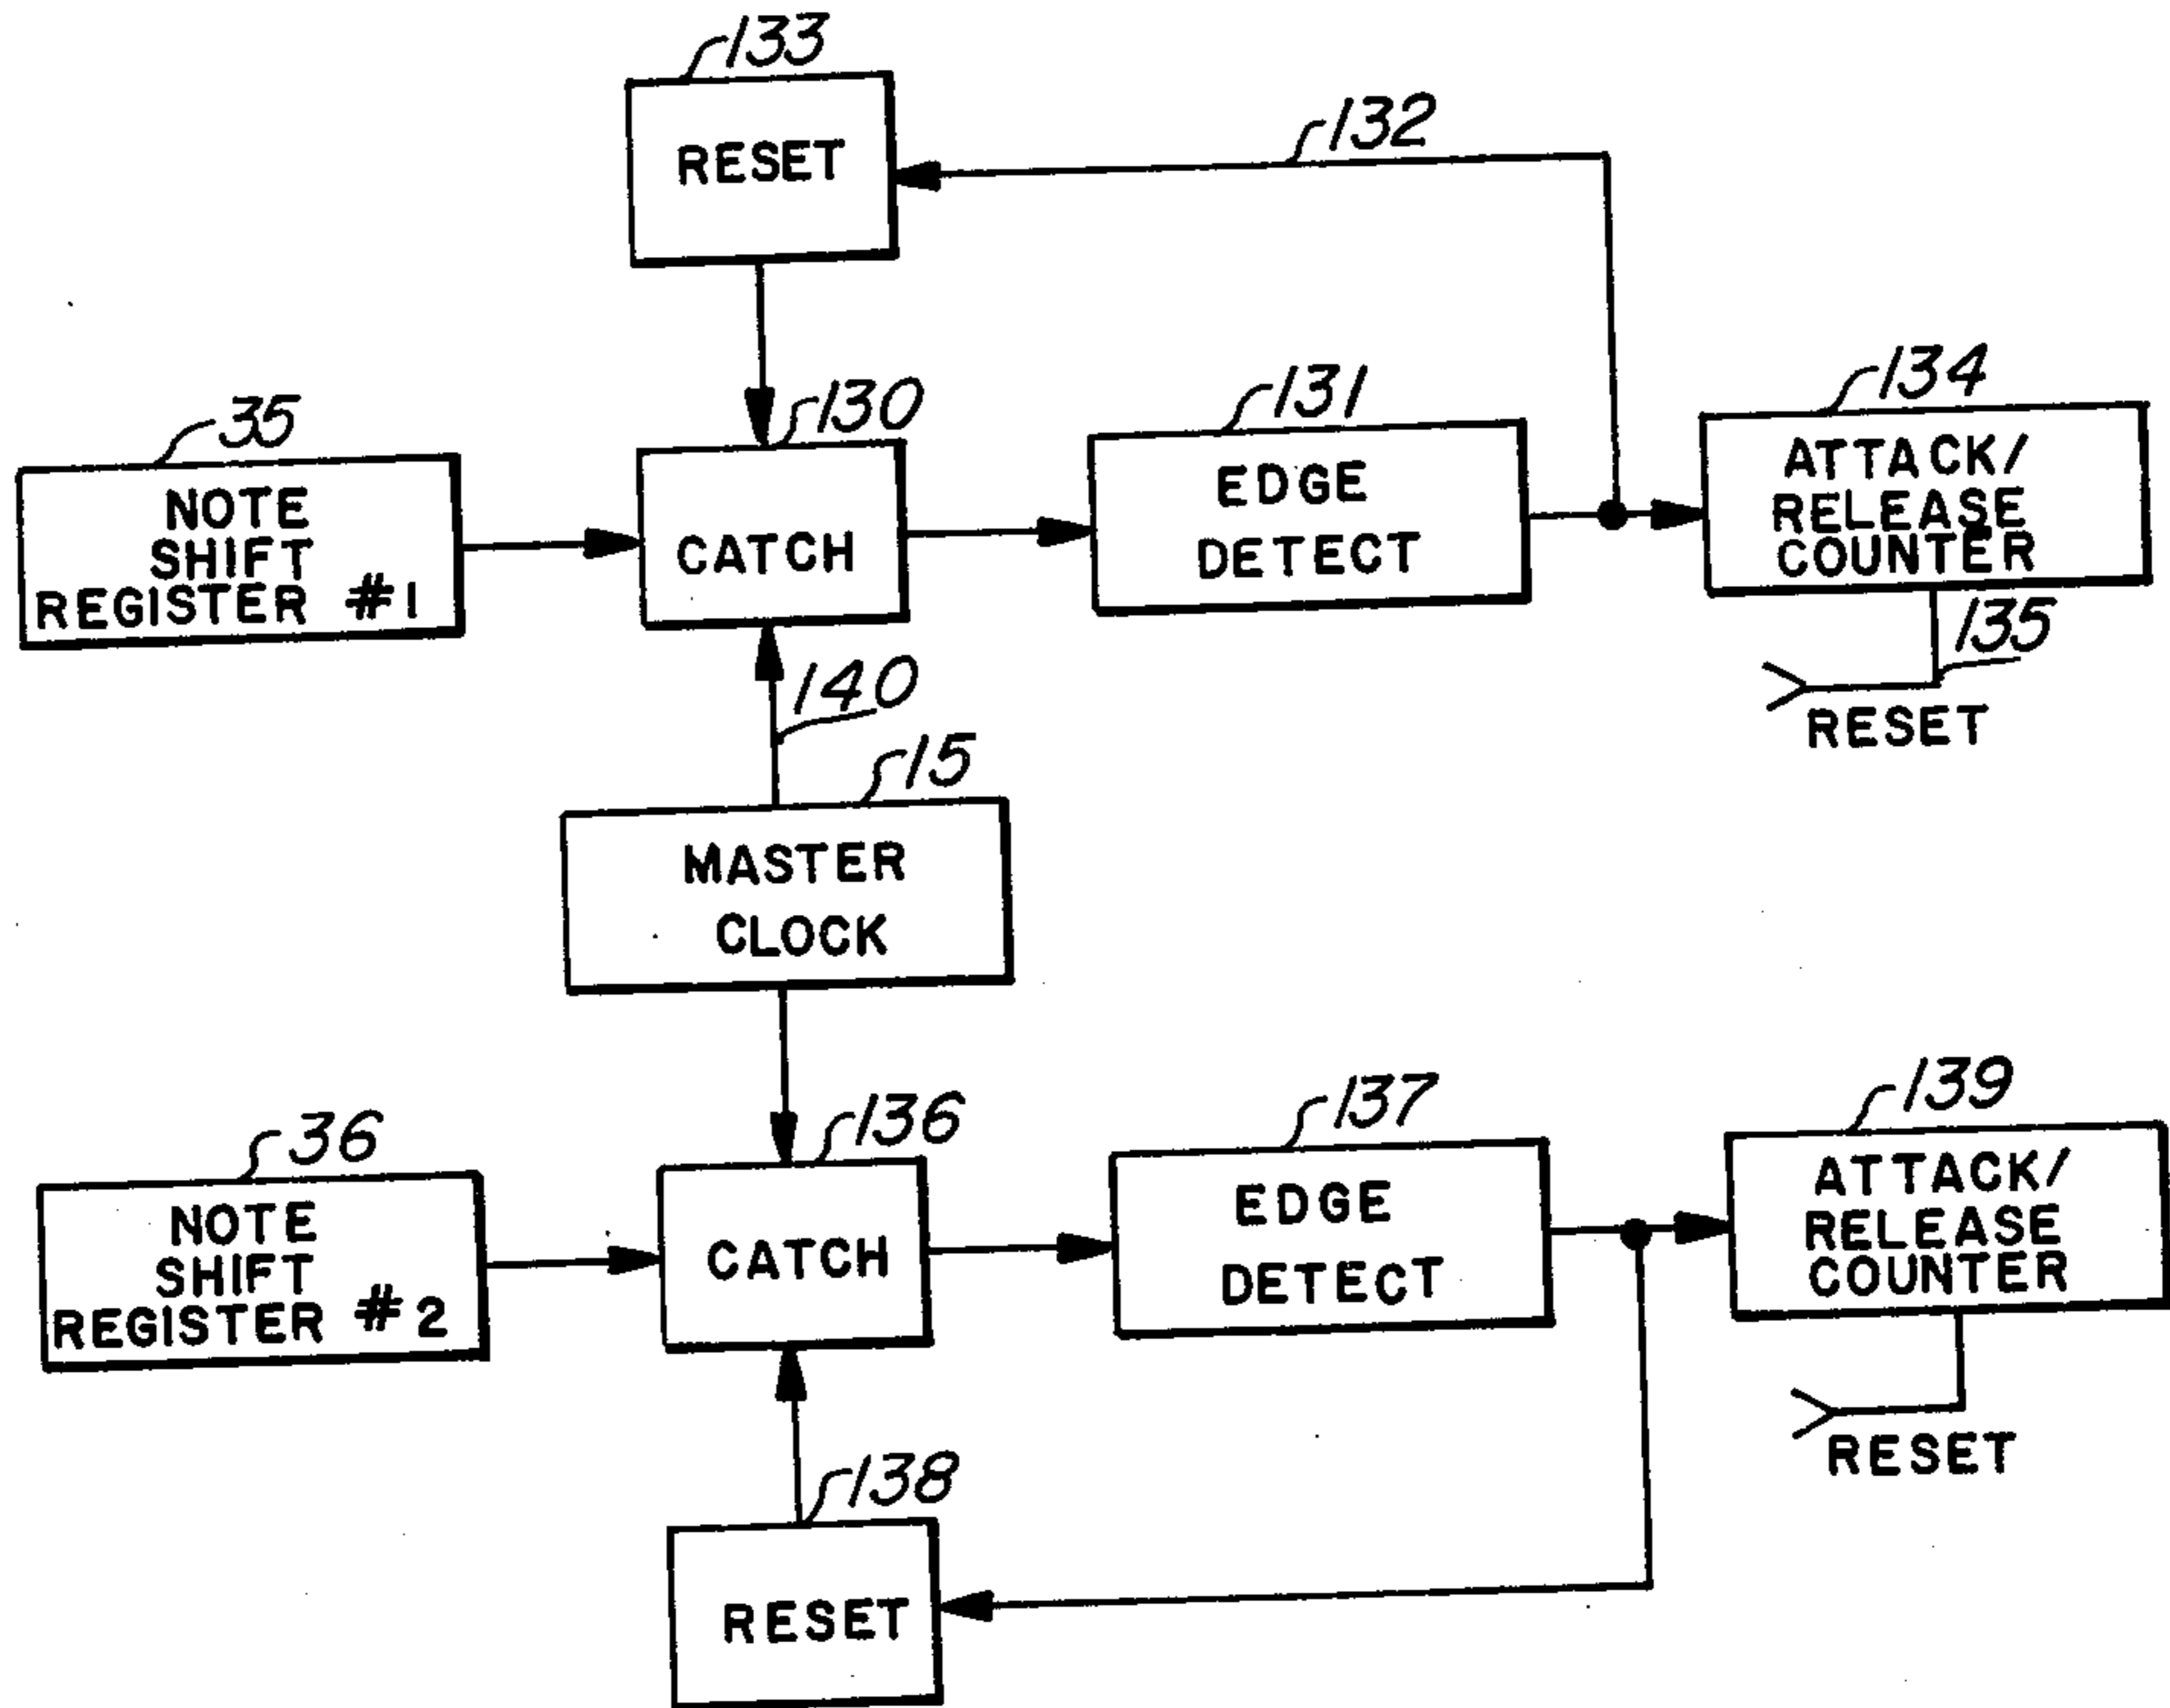 133
RESET
132
35
NOTE
SHIFT
REGISTER #1
130
CATCH
131
EDGE
DETECT
134
ATTACK/
RELEASE
COUNTER
135
RESET
140
15
MASTER
CLOCK
36
NOTE
SHIFT
REGISTER #2
136
CATCH
137
EDGE
DETECT
139
ATTACK/
RELEASE
COUNTER
RESET
138
RESET